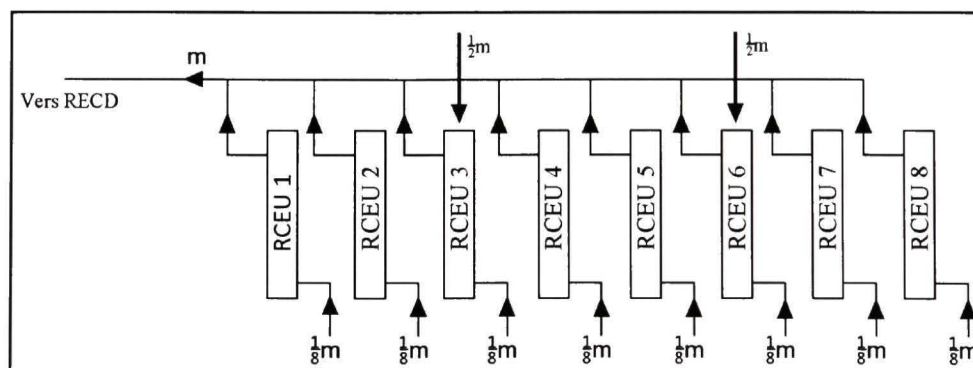 ½m ½m
m
Vers RECD
RCEU 1 RCEU 2 RCEU 3 RCEU 4 RCEU 5 RCEU 6 RCEU 7 RCEU 8
⅛m ⅛m ⅛m ⅛m ⅛m ⅛m ⅛m ⅛m